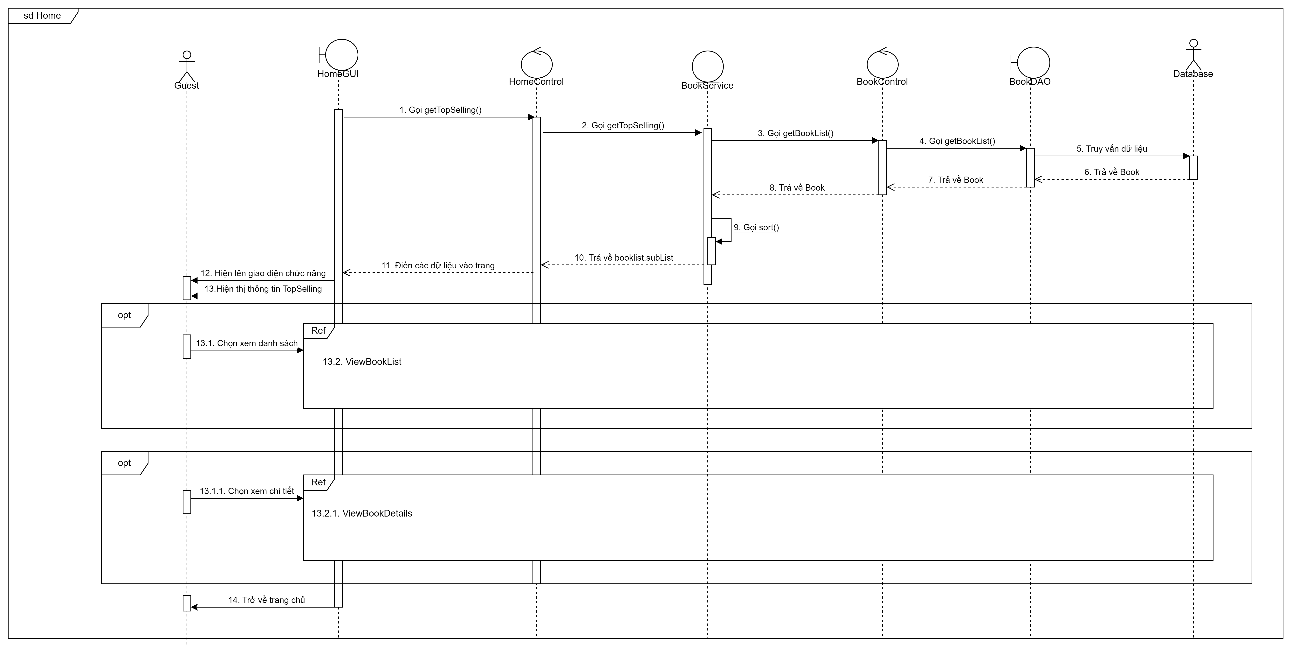 sd Home
Guest
HomeGUI
HomeControl
BookService
BookControl
BookDAO
Database
1. Gọi getTopSelling()
2. Gọi getTopSelling()
3. Gọi getBookList()
4. Gọi getBookList()
5. Truy vấn dữ liệu
6. Trả về Book
7. Trả về Book
8. Trả về Book
9. Gọi sort()
10. Trả về booklist.subList
11. Điền các dữ liệu vào trang
12. Hiện lên giao diện chức năng
13.Hiện thị thông tin TopSelling
opt
Ref
13.1. Chọn xem danh sách
13.2. ViewBookList
opt
Ref
13.1.1. Chọn xem chi tiết
13.2.1. ViewBookDetails
14. Trở về trang chủ